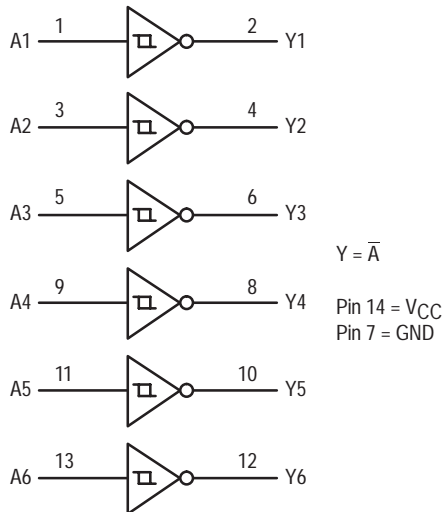 A1 1 2 Y1
A2 3 4 Y2
A3 5 6 Y3
Y = A̅
A4 9 8 Y4
Pin 14 = VCC
Pin 7 = GND
A5 11 10 Y5
A6 13 12 Y6